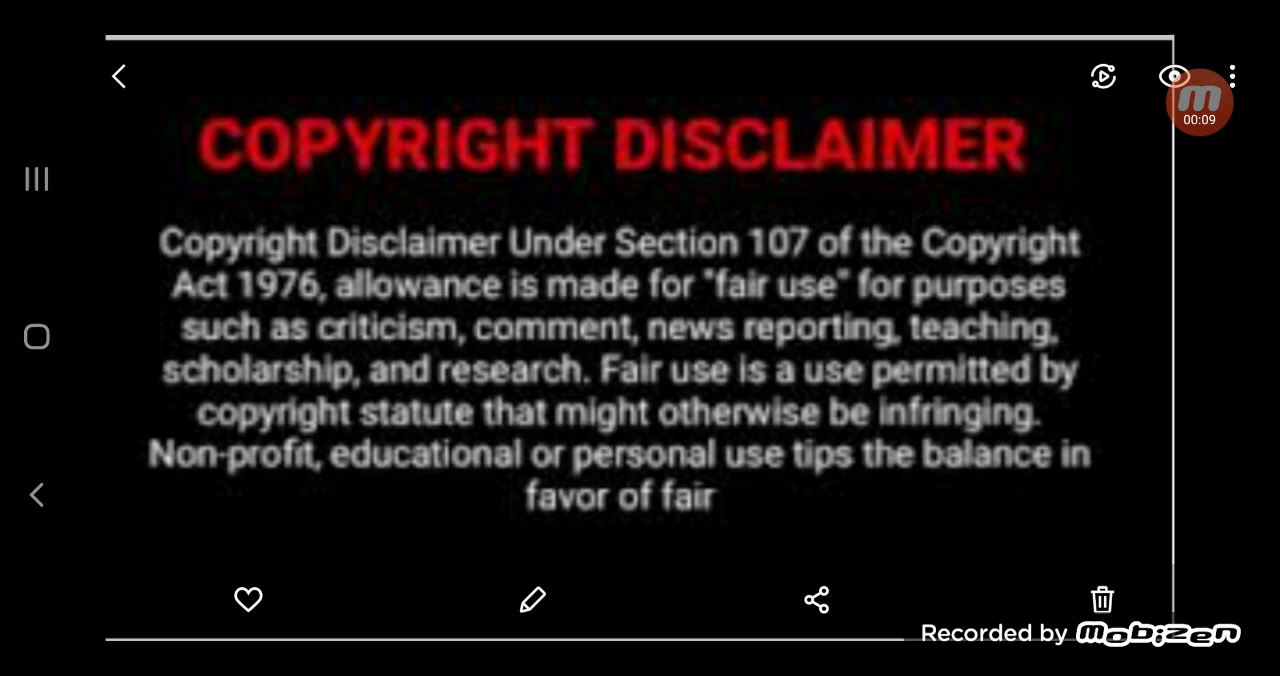 COPYRIGHT DISCLAIMER
m
00:09
Copyright Disclaimer Under Section 107 of the Copyright
Act 1976, allowance is made for "fair use" for purposes
such as criticism, comment, news reporting, teaching,
scholarship, and research. Fair use is a use permitted by
copyright statute that might otherwise be infringing.
Non-profit, educational or personal use tips the balance in
favor of fair
Recorded by mobizen